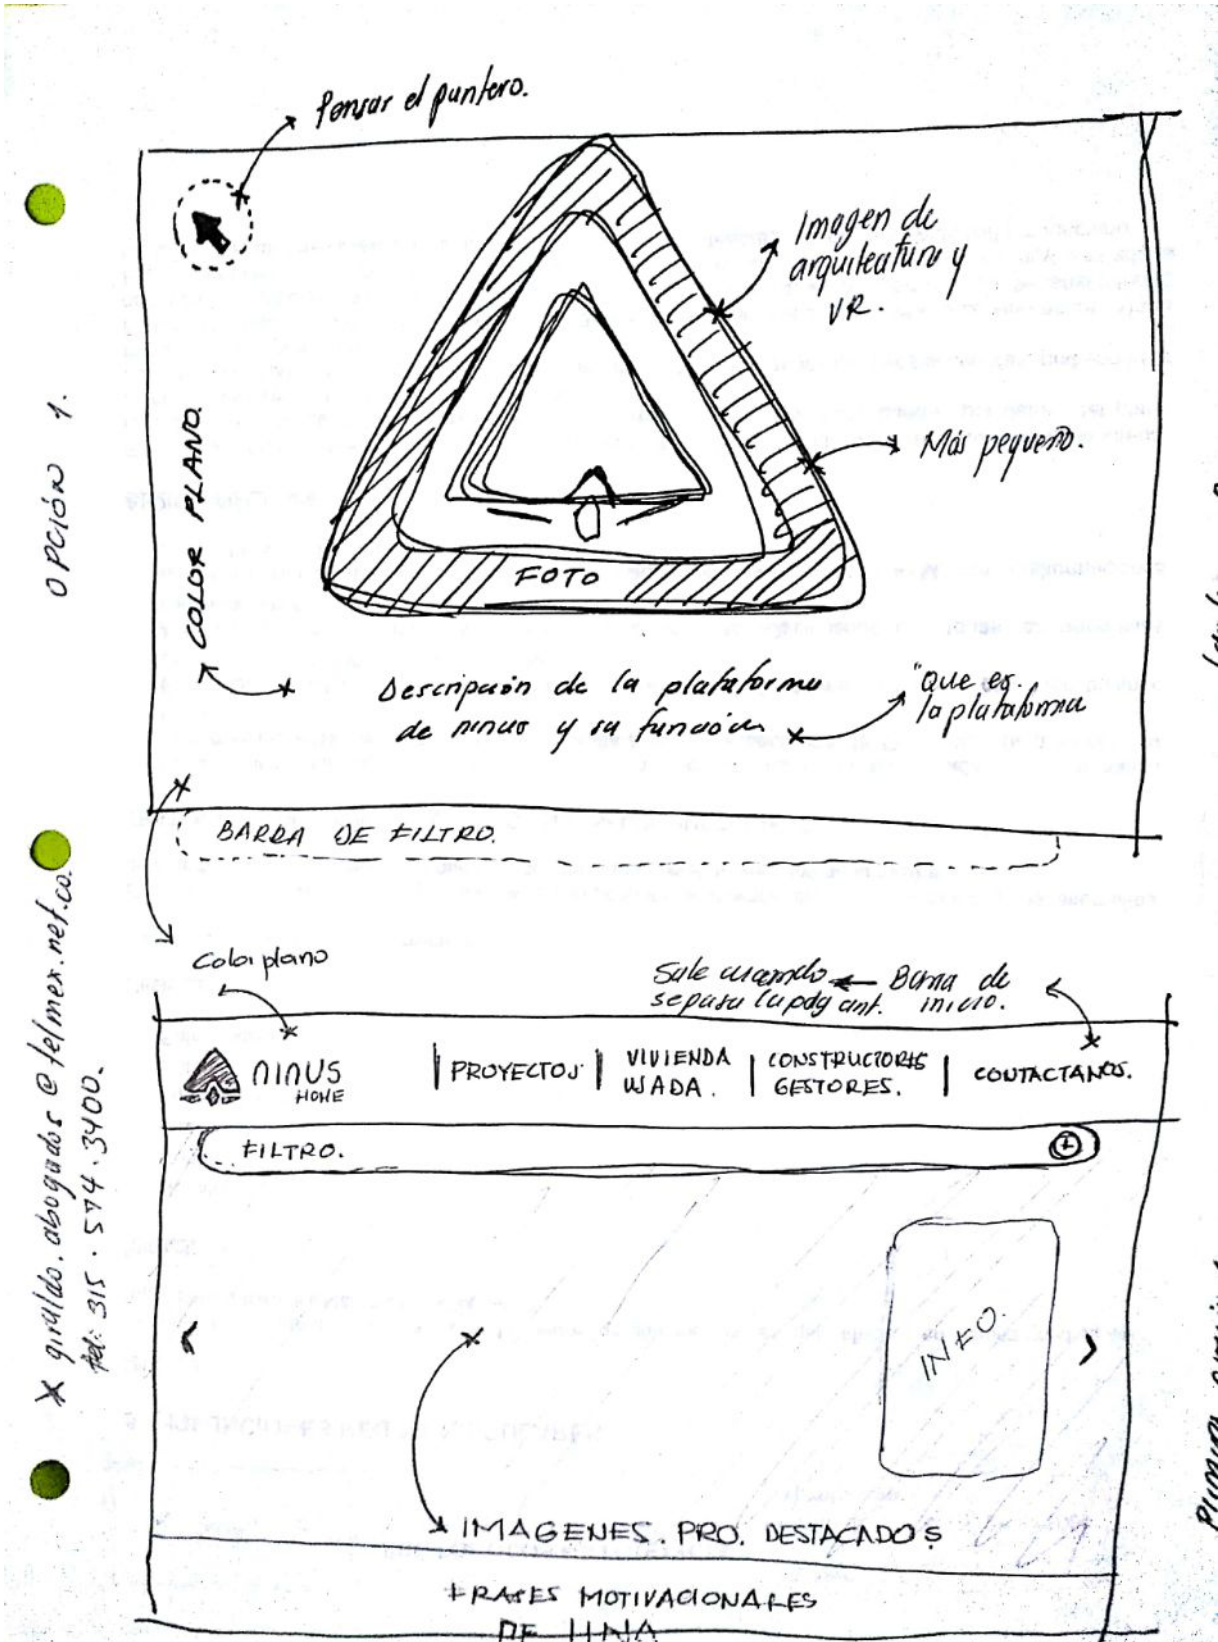 Pensar el puntero.
OPCIÓN 1.
COLOR PLANO.
Imagen de
arquitectura y
VR.
Más pequeño.
FOTO
Descripción de la plataforma
de ninus y su función.
"que es.
la plataforma
BARRA DE FILTRO.
Color plano
Sale cuando
se pasa la pag ant.
Barra de
inicio.
NINUS
HOME
PROYECTOS
VIVIENDA
USADA.
CONSTRUCTORES
GESTORES.
CONTACTANOS.
FILTRO.
INFO.
IMAGENES. PRO. DESTACADOS
FRASES MOTIVACIONALES
DE
X giraldo.abogados@telmex.net.co.
tel: 315.574.3400.